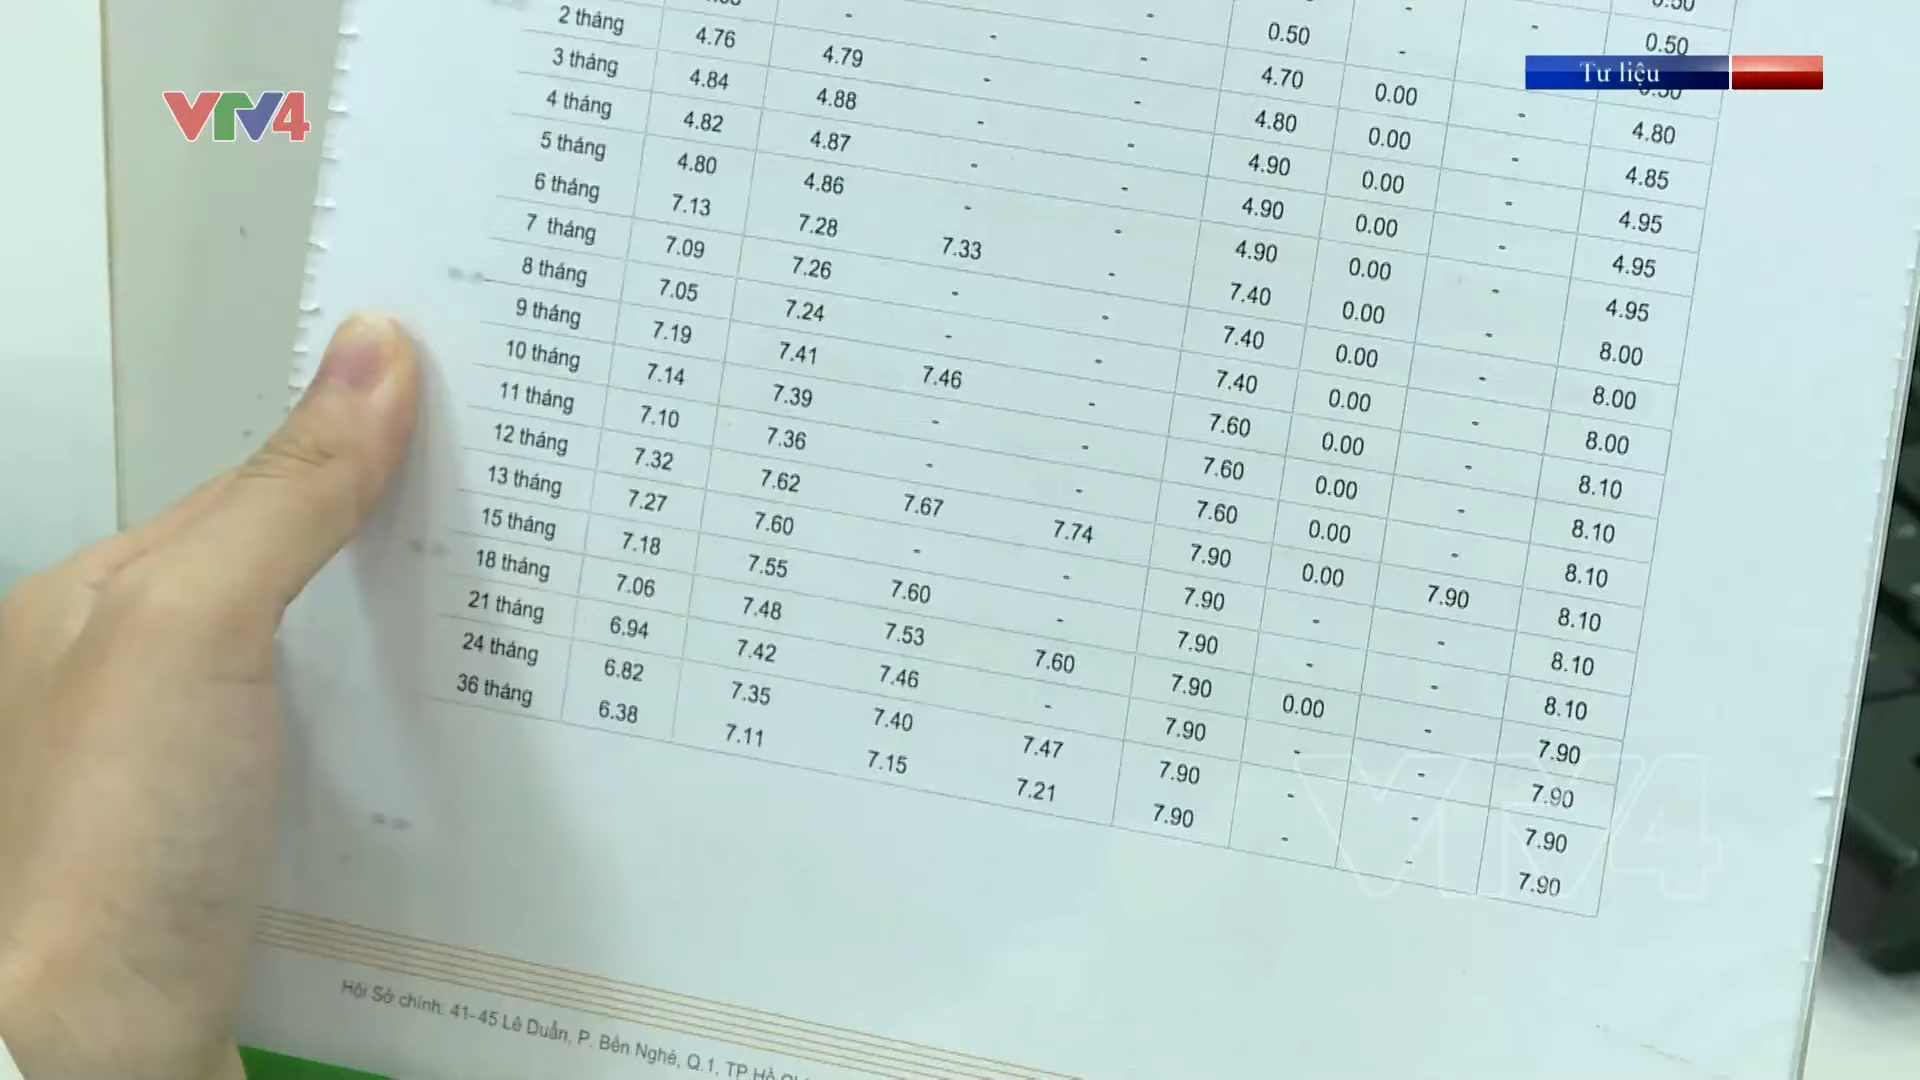 VTV4
Tư liệu
0.50
0.50
0.50 - -
- - - 4.70 0.00 - 4.80
2 tháng 4.76 4.79 - - 4.80 0.00 - 4.85
3 tháng 4.84 4.88 - - 4.90 0.00 - 4.95
4 tháng 4.82 4.87 - - 4.90 0.00 - 4.95
5 tháng 4.80 4.86 - - 4.90 0.00 - 4.95
6 tháng 7.13 7.28 7.33 - 7.40 0.00 - 8.00
7 tháng 7.09 7.26 - - 7.40 0.00 - 8.00
8 tháng 7.05 7.24 - - 7.40 0.00 - 8.00
9 tháng 7.19 7.41 7.46 - 7.60 0.00 - 8.10
10 tháng 7.14 7.39 - - 7.60 0.00 - 8.10
11 tháng 7.10 7.36 - - 7.60 0.00 - 8.10
12 tháng 7.32 7.62 7.67 7.74 7.90 0.00 7.90 8.10
13 tháng 7.27 7.60 - - 7.90 - - 8.10
15 tháng 7.18 7.55 7.60 - 7.90 - - 8.10
18 tháng 7.06 7.48 7.53 7.60 7.90 0.00 - 7.90
21 tháng 6.94 7.42 7.46 - 7.90 - - 7.90
24 tháng 6.82 7.35 7.40 7.47 7.90 - - 7.90
36 tháng 6.38 7.11 7.15 7.21 7.90 - - 7.90
VTV4
Hội Sở chính: 41-45 Lê Duẩn, P. Bến Nghé, Q.1, TP